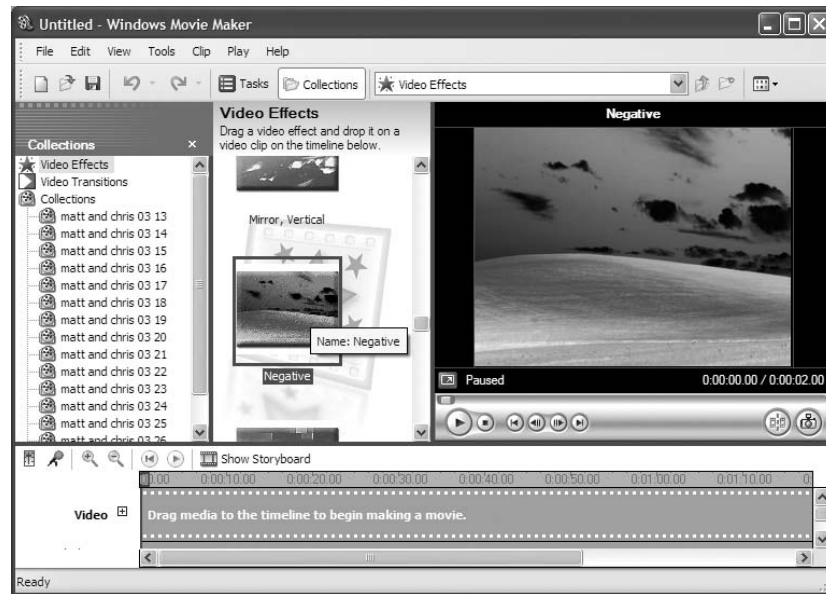 Untitled - Windows Movie Maker
File Edit View Tools Clip Play Help
Tasks Collections Video Effects
Collections
Video Effects
Video Transitions
Collections
matt and chris 03 13
matt and chris 03 14
matt and chris 03 15
matt and chris 03 16
matt and chris 03 17
matt and chris 03 18
matt and chris 03 19
matt and chris 03 20
matt and chris 03 21
matt and chris 03 22
matt and chris 03 23
matt and chris 03 24
matt and chris 03 25
matt and chris 03 26
Video Effects
Drag a video effect and drop it on a
video clip on the timeline below.
Mirror, Vertical
Name: Negative
Negative
Negative
Paused 0:00:00.00 / 0:00:02.00
Show Storyboard
0:00:10.00 0:00:20.00 0:00:30.00 0:00:40.00 0:00:50.00 0:01:00.00 0:01:10.00
Video
Drag media to the timeline to begin making a movie.
Ready